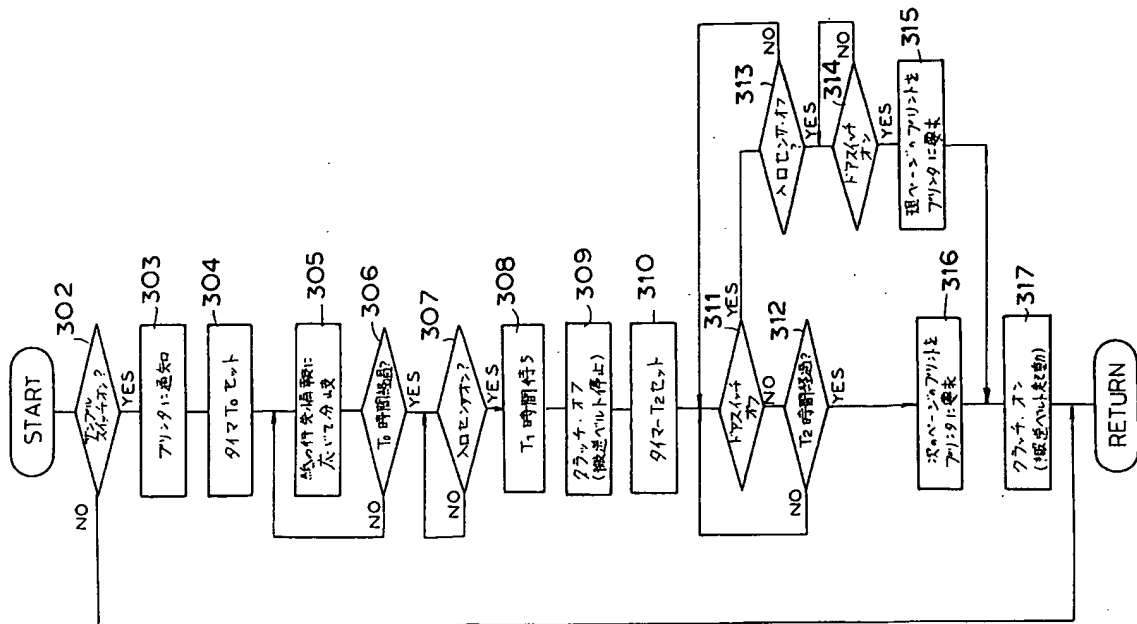 START
302
サンプル
スイッチオン?
NO
YES
303
プリンタに通知
304
タイマT0セット
305
紙の行先情報に
応じて分岐
306
T0時間経過?
NO
YES
307
入口センサオン?
NO
YES
308
T1時間待ち
309
クラッチ・オフ
(搬送ベルト停止)
310
タイマーT2セット
311
ドアスイッチ
オフ
YES
NO
312
T2時間経過?
NO
YES
313
入口センサ・オフ
?
NO
YES
314
ドアスイッチ
オン
NO
YES
315
現ページのプリントを
プリンタに要求
316
次のページのプリントを
プリンタに要求
317
クラッチ・オン
(搬送ベルト走動)
RETURN